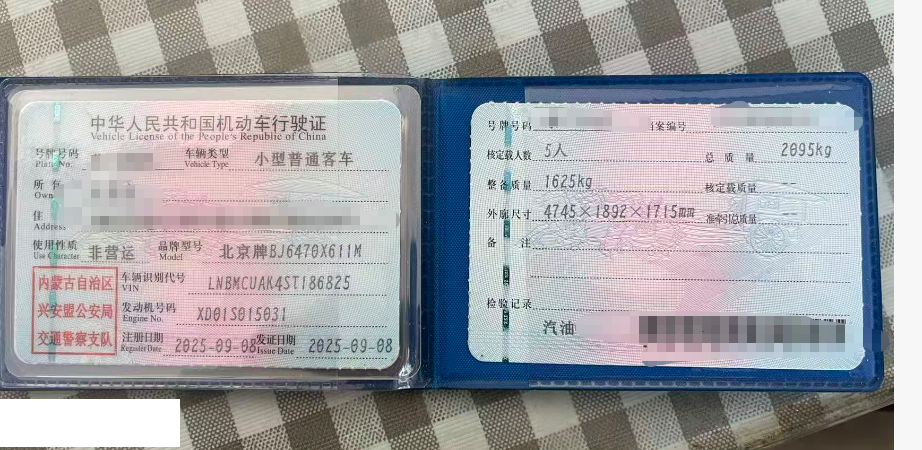 中华人民共和国机动车行驶证
Vehicle License of the People's Republic of China
号牌号码 车辆类型 小型普通客车
Plate No. Vehicle Type
所有
Own
住
Address
使用性质 非营运 品牌型号 北京牌BJ6470X611M
Use Character Model
内蒙古自治区
兴安盟公安局
交通警察支队
车辆识别代号 LNBMCUAK4ST186825
VIN
发动机号码 XD01S015031
Engine No.
注册日期 2025-09-08 发证日期 2025-09-08
Register Date Issue Date
号牌号码 档案编号
核定载人数 5人 总质量 2095kg
整备质量 1625kg 核定载质量 --
外廓尺寸 4745×1892×1715mm 准牵引总质量 --
备注
检验记录
汽油